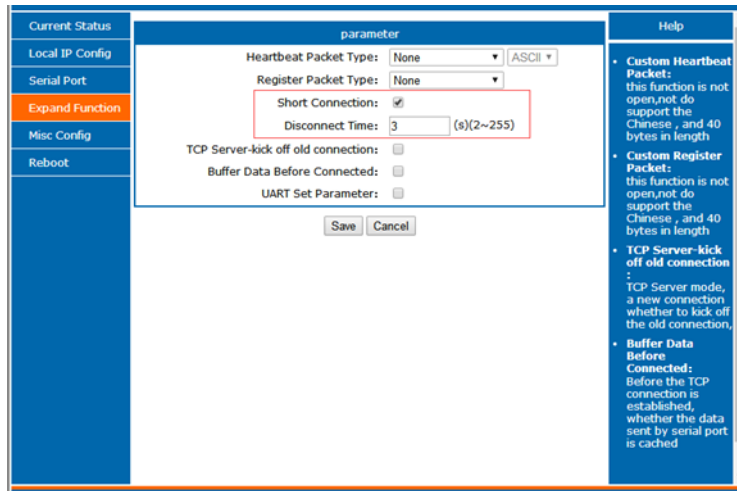 Current Status
Local IP Config
Serial Port
Expand Function
Misc Config
Reboot
parameter
Heartbeat Packet Type: None ASCII
Register Packet Type: None
Short Connection:
Disconnect Time: 3 (s)(2~255)
TCP Server-kick off old connection:
Buffer Data Before Connected:
UART Set Parameter:
Save Cancel
Help
• Custom Heartbeat
Packet:
this function is not
open,not do
support the
Chinese , and 40
bytes in length
• Custom Register
Packet:
this function is not
open,not do
support the
Chinese , and 40
bytes in length
• TCP Server-kick
off old connection
:
TCP Server mode,
a new connection
whether to kick off
the old connection,
• Buffer Data
Before
Connected:
Before the TCP
connection is
established,
whether the data
sent by serial port
is cached